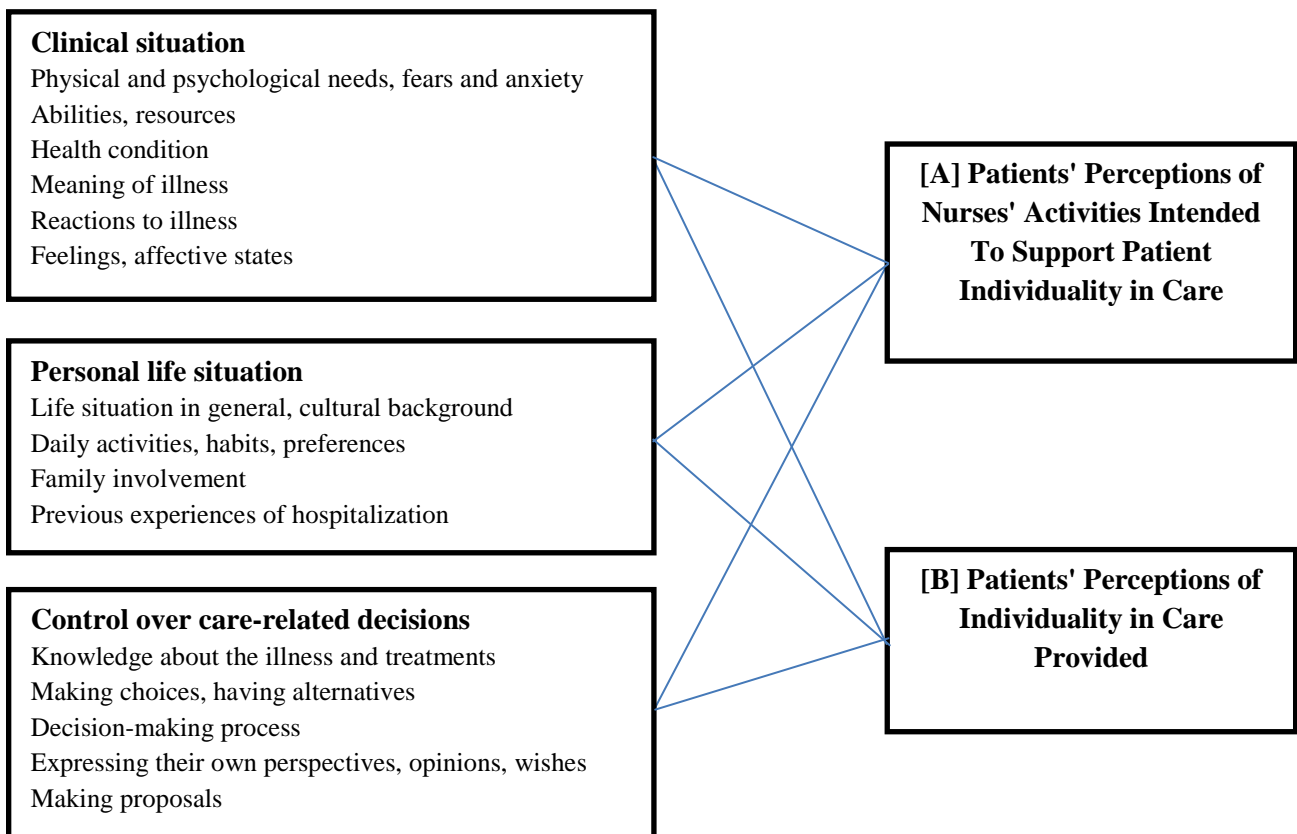 Clinical situation
Physical and psychological needs, fears and anxiety
Abilities, resources
Health condition
Meaning of illness
Reactions to illness
Feelings, affective states
Personal life situation
Life situation in general, cultural background
Daily activities, habits, preferences
Family involvement
Previous experiences of hospitalization
Control over care-related decisions
Knowledge about the illness and treatments
Making choices, having alternatives
Decision-making process
Expressing their own perspectives, opinions, wishes
Making proposals
[A] Patients' Perceptions of
Nurses' Activities Intended
To Support Patient
Individuality in Care
[B] Patients' Perceptions of
Individuality in Care
Provided